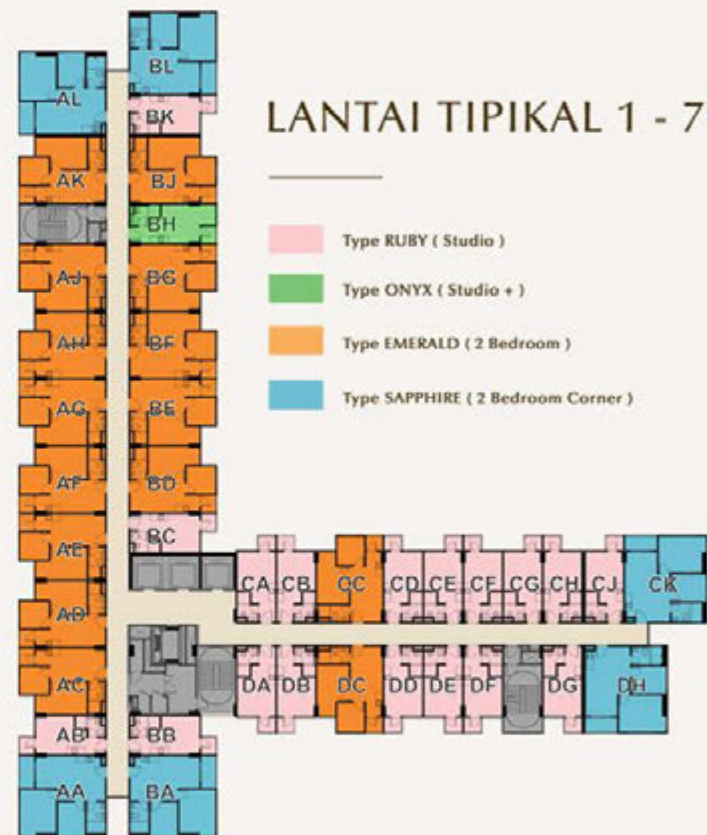 BL
AL
BK
LANTAI TIPIKAL 1 - 7
AK BJ
BH
Type RUBY ( Studio )
AJ BG
Type ONYX ( Studio + )
AH BF
Type EMERALD ( 2 Bedroom )
AG BE
Type SAPPHIRE ( 2 Bedroom Corner )
AF BD
AE BC
CA CB CC CD CE CF CG CH CJ CK
AD
AC DA DB DC DD DE DF DG DH
AB BB
AA BA